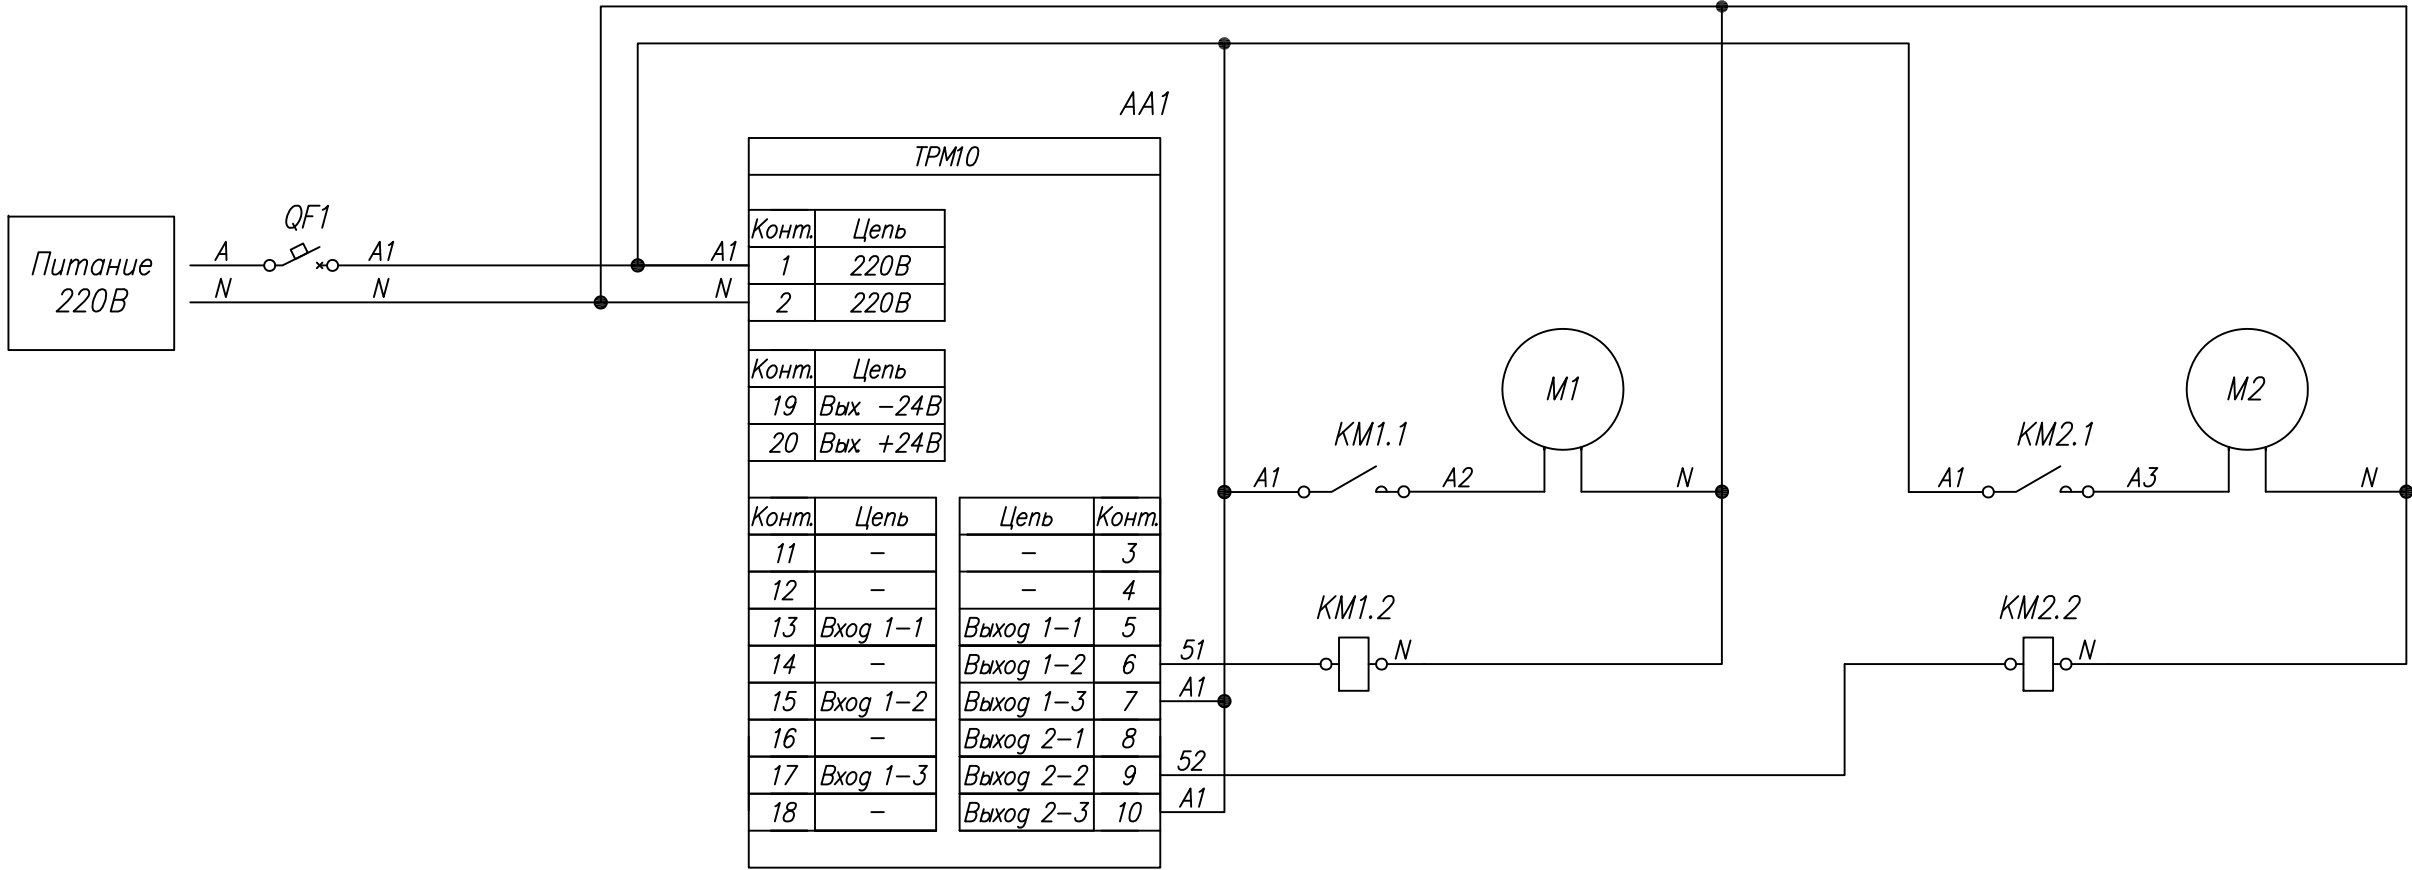 AA1
ТРМ10
Питание
220В
QF1
A
A1
A1
N
N
N
Конт. Цепь
1 220В
2 220В
Конт. Цепь
19 Вых. -24В
20 Вых. +24В
Конт. Цепь Цепь Конт.
11 - - 3
12 - - 4
13 Вход 1-1 Выход 1-1 5
14 - Выход 1-2 6
15 Вход 1-2 Выход 1-3 7
16 - Выход 2-1 8
17 Вход 1-3 Выход 2-2 9
18 - Выход 2-3 10
51
A1
52
A1
M1
KM1.1
A1
A2
N
KM1.2
N
M2
KM2.1
A1
A3
N
KM2.2
N